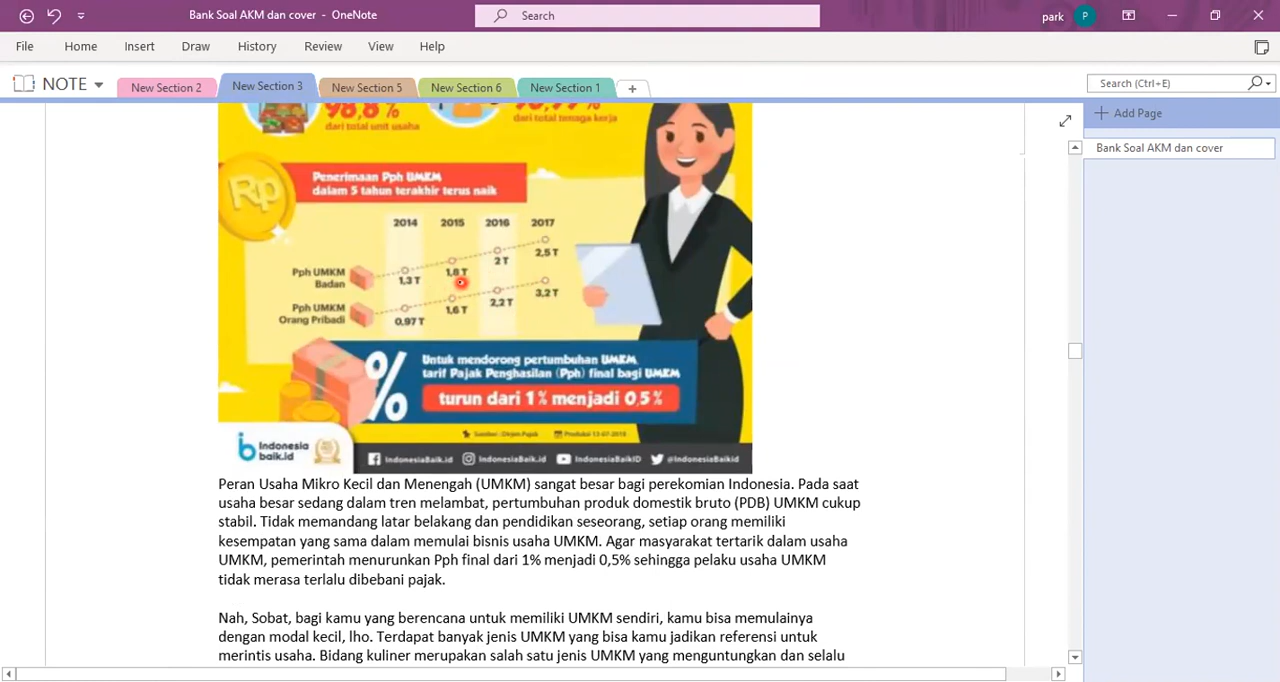 Bank Soal AKM dan cover - OneNote
Search
park
P
File Home Insert Draw History Review View Help
NOTE New Section 2 New Section 3 New Section 5 New Section 6 New Section 1 +
Search (Ctrl+E)
Add Page
Bank Soal AKM dan cover
98,8 %
dari total unit usaha
dari total tenaga kerja
Rp
Penerimaan Pph UMKM
dalam 5 tahun terakhir terus naik
2014 2015 2016 2017
Pph UMKM
Badan
1,3 T 1,8 T 2 T 2,5 T
Pph UMKM
Orang Pribadi
0,97 T 1,6 T 2,2 T 3,2 T
%
Untuk mendorong pertumbuhan UMKM,
tarif Pajak Penghasilan (Pph) final bagi UMKM
turun dari 1% menjadi 0,5%
Sumber : Dirjen Pajak Produksi 13-07-2018
Indonesia
baik.id
IndonesiaBaik.id IndonesiaBaik.id IndonesiaBaikID @IndonesiaBaikid
Peran Usaha Mikro Kecil dan Menengah (UMKM) sangat besar bagi perekomian Indonesia. Pada saat
usaha besar sedang dalam tren melambat, pertumbuhan produk domestik bruto (PDB) UMKM cukup
stabil. Tidak memandang latar belakang dan pendidikan seseorang, setiap orang memiliki
kesempatan yang sama dalam memulai bisnis usaha UMKM. Agar masyarakat tertarik dalam usaha
UMKM, pemerintah menurunkan Pph final dari 1% menjadi 0,5% sehingga pelaku usaha UMKM
tidak merasa terlalu dibebani pajak.
Nah, Sobat, bagi kamu yang berencana untuk memiliki UMKM sendiri, kamu bisa memulainya
dengan modal kecil, lho. Terdapat banyak jenis UMKM yang bisa kamu jadikan referensi untuk
merintis usaha. Bidang kuliner merupakan salah satu jenis UMKM yang menguntungkan dan selalu